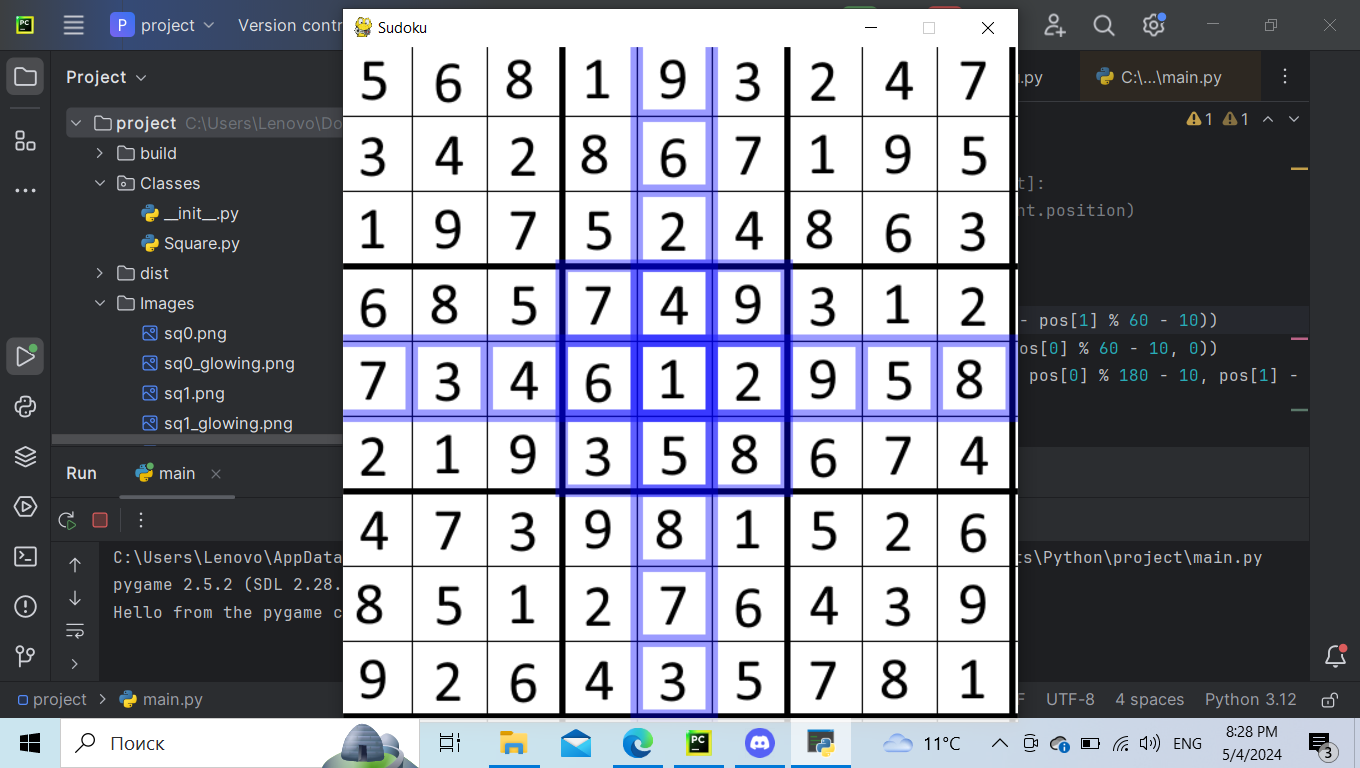 PC
P project
Version contr
Sudoku
Project
u.py
C:\...\main.py
project C:\Users\Lenovo\Do
1 1
build
Classes
t]:
__init__.py
nt.position)
Square.py
dist
Images
sq0.png
- pos[1] % 60 - 10))
os[0] % 60 - 10, 0))
sq0_glowing.png
pos[0] % 180 - 10, pos[1] -
sq1.png
sq1_glowing.png
5 6 8 1 9 3 2 4 7
3 4 2 8 6 7 1 9 5
1 9 7 5 2 4 8 6 3
6 8 5 7 4 9 3 1 2
7 3 4 6 1 2 9 5 8
2 1 9 3 5 8 6 7 4
4 7 3 9 8 1 5 2 6
8 5 1 2 7 6 4 3 9
9 2 6 4 3 5 7 8 1
Run main
C:\Users\Lenovo\AppData
ts\Python\project\main.py
pygame 2.5.2 (SDL 2.28.
Hello from the pygame c
project > main.py
F UTF-8 4 spaces Python 3.12
Поиск
PC
11°C
ENG
8:28 PM
5/4/2024
3